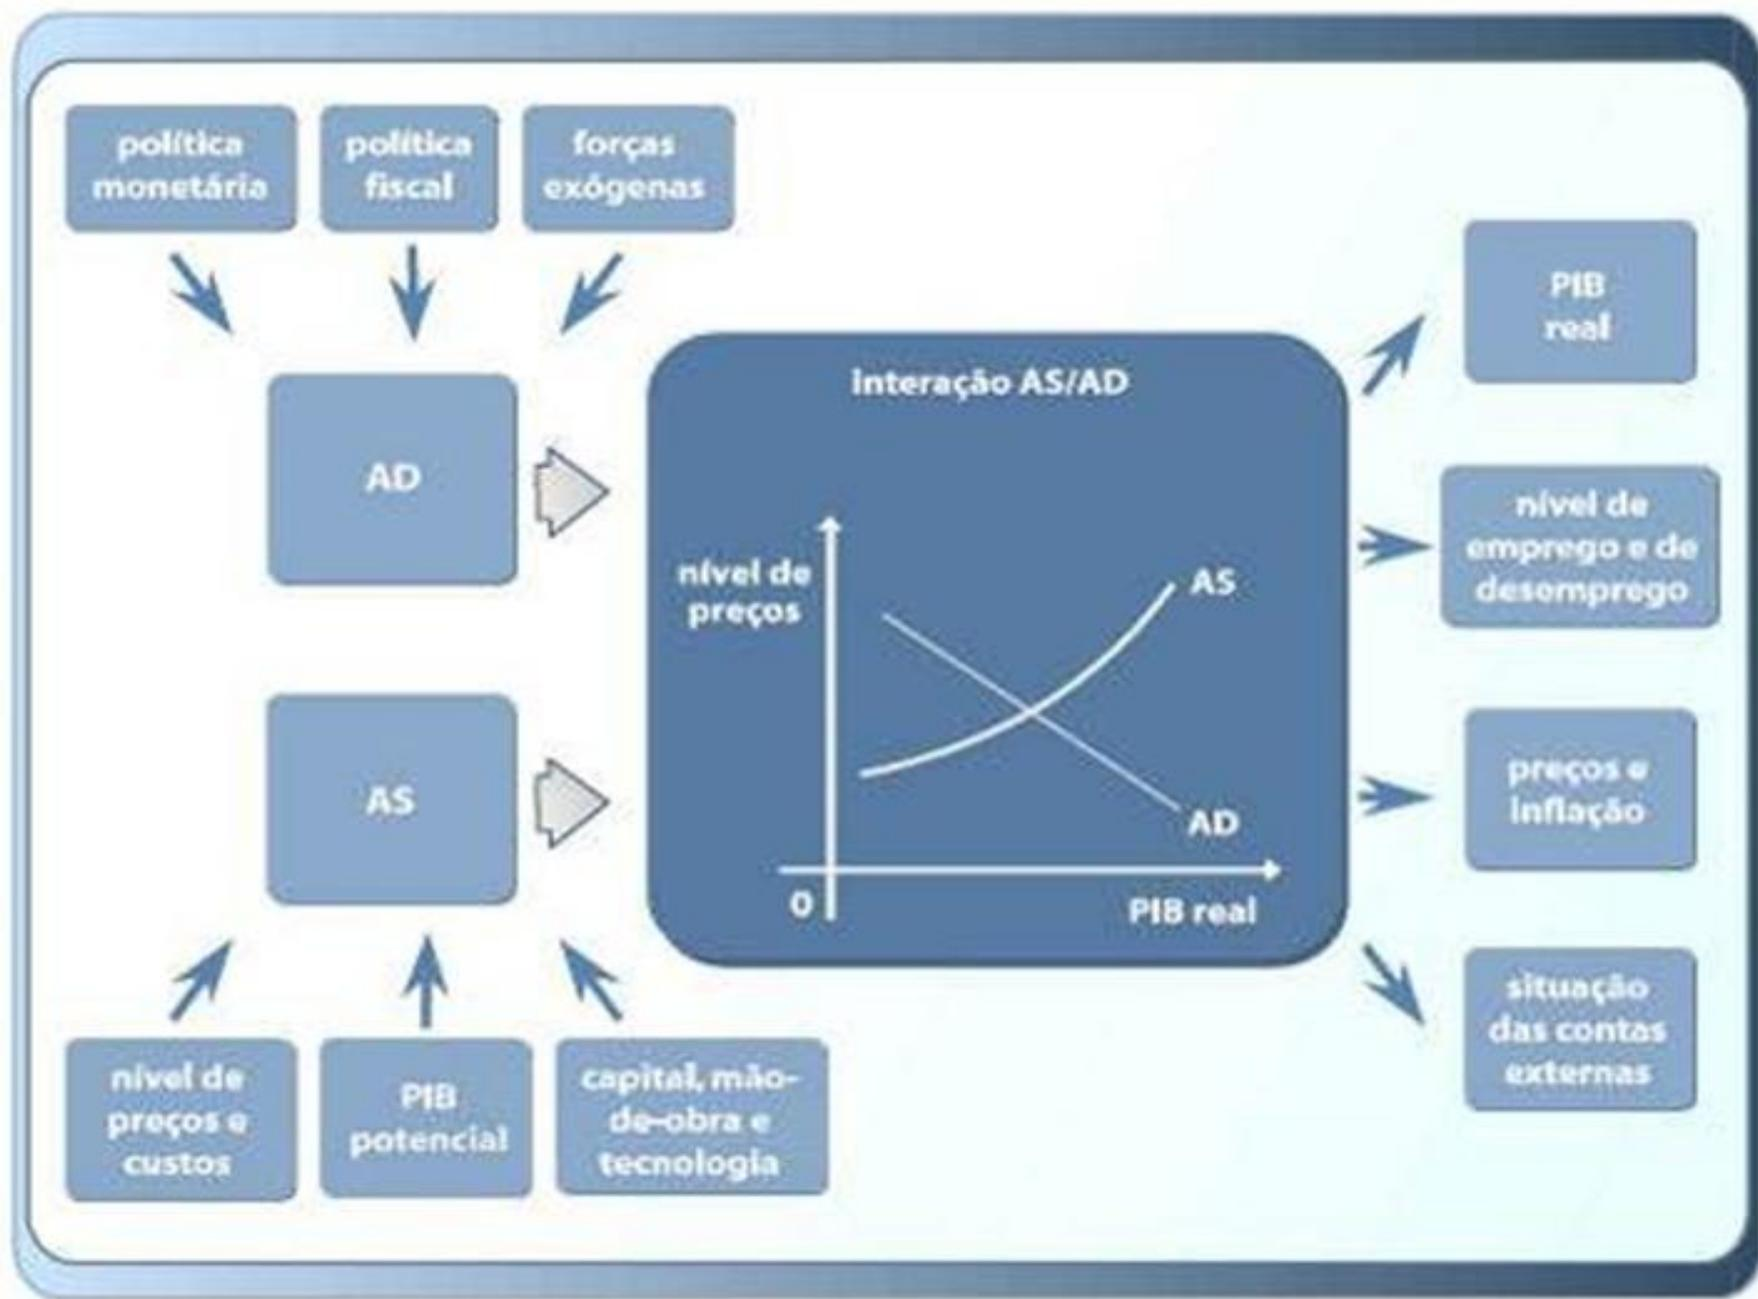 política
monetária
política
fiscal
forças
exógenas
PIB
real
interação AS/AD
AD
nível de
emprego e de
desemprego
nível de
preços
AS
AS
preços e
inflação
AD
0
PIB real
situação
das contas
externas
nível de
preços e
custos
PIB
potencial
capital, mão-
de-obra e
tecnologia